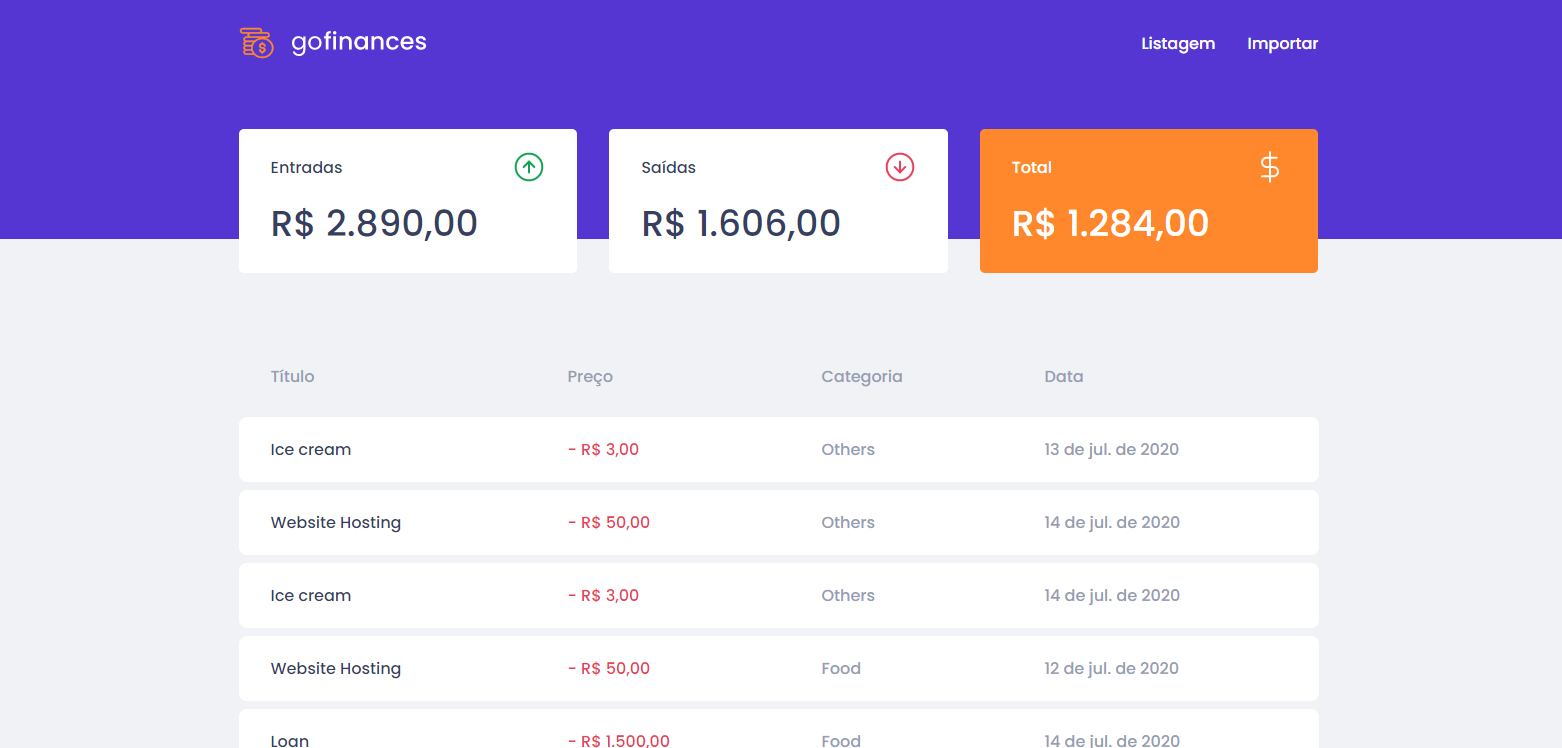 gofinances Listagem Importar
Entradas Saídas Total
R$ 2.890,00 R$ 1.606,00 R$ 1.284,00
Título Preço Categoria Data
Ice cream - R$ 3,00 Others 13 de jul. de 2020
Website Hosting - R$ 50,00 Others 14 de jul. de 2020
Ice cream - R$ 3,00 Others 14 de jul. de 2020
Website Hosting - R$ 50,00 Food 12 de jul. de 2020
Loan - R$ 1.500,00 Food 14 de jul. de 2020